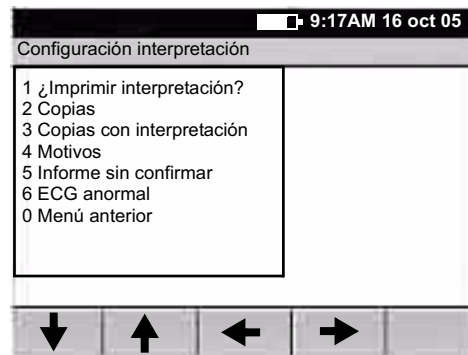 9:17AM 16 oct 05
Configuración interpretación
1 ¿Imprimir interpretación?
2 Copias
3 Copias con interpretación
4 Motivos
5 Informe sin confirmar
6 ECG anormal
0 Menú anterior